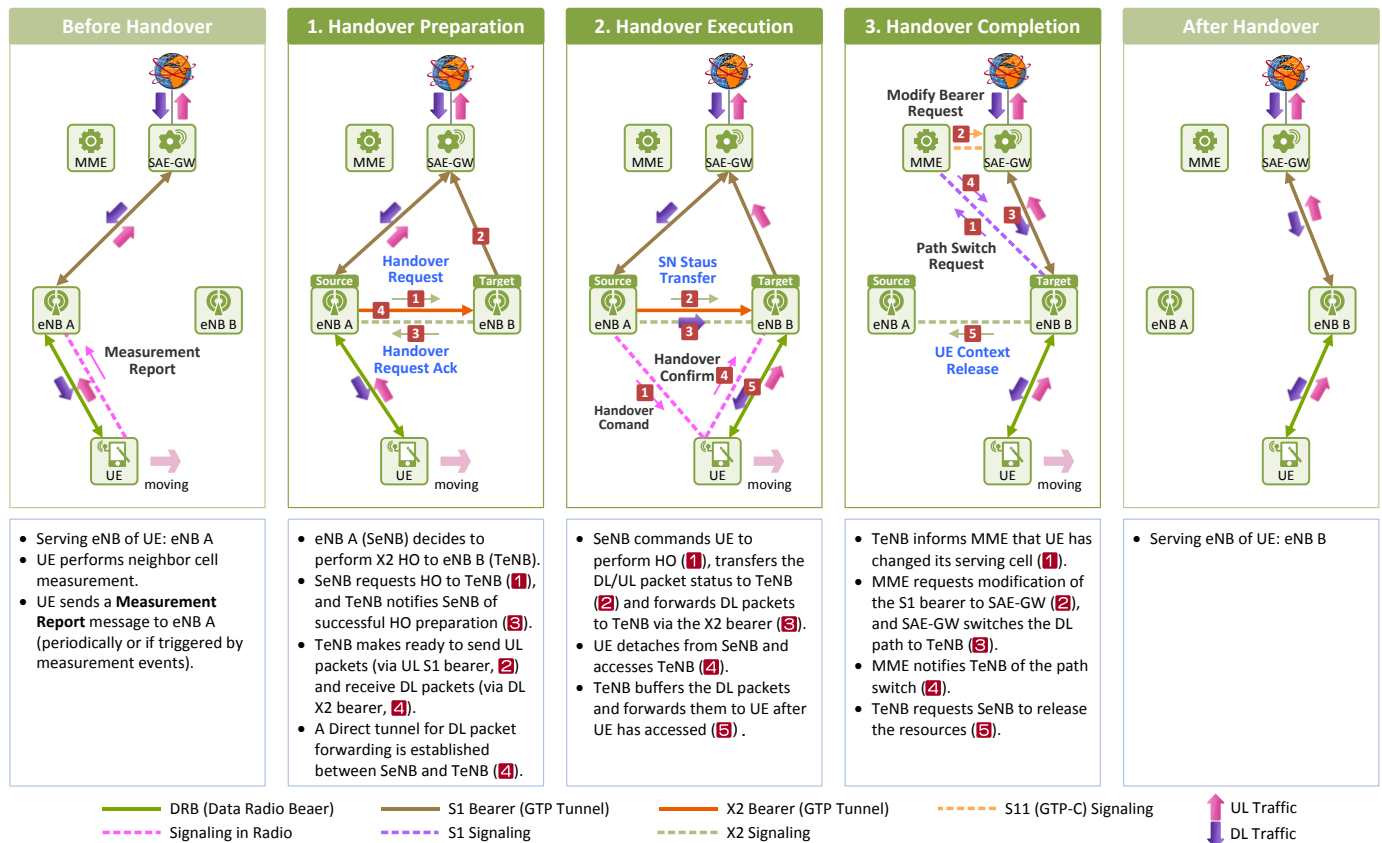 Before Handover
MME
SAE-GW
eNB A
eNB B
Measurement
Report
UE
moving
1. Handover Preparation
MME
SAE-GW
2
Handover
Request
Source
Target
1
4
eNB A
eNB B
3
Handover
Request Ack
UE
moving
2. Handover Execution
MME
SAE-GW
SN Staus
Transfer
Source
Target
2
eNB A
eNB B
3
Handover
Confirm
4
5
1
Handover
Comand
UE
moving
3. Handover Completion
Modify Bearer
Request
2
MME
SAE-GW
4
3
1
Path Switch
Request
Source
Target
eNB A
eNB B
5
UE Context
Release
UE
moving
After Handover
MME
SAE-GW
eNB A
eNB B
UE
• Serving eNB of UE: eNB A
• UE performs neighbor cell
measurement.
• UE sends a Measurement
Report message to eNB A
(periodically or if triggered by
measurement events).
• eNB A (SeNB) decides to
perform X2 HO to eNB B (TeNB).
• SeNB requests HO to TeNB (1),
and TeNB notifies SeNB of
successful HO preparation (3).
• TeNB makes ready to send UL
packets (via UL S1 bearer, 2)
and receive DL packets (via DL
X2 bearer, 4).
• A Direct tunnel for DL packet
forwarding is established
between SeNB and TeNB (4).
• SeNB commands UE to
perform HO (1), transfers the
DL/UL packet status to TeNB
(2) and forwards DL packets
to TeNB via the X2 bearer (3).
• UE detaches from SeNB and
accesses TeNB (4).
• TeNB buffers the DL packets
and forwards them to UE after
UE has accessed (5) .
• TeNB informs MME that UE has
changed its serving cell (1).
• MME requests modification of
the S1 bearer to SAE-GW (2),
and SAE-GW switches the DL
path to TeNB (3).
• MME notifies TeNB of the path
switch (4).
• TeNB requests SeNB to release
the resources (5).
• Serving eNB of UE: eNB B
DRB (Data Radio Beaer)
S1 Bearer (GTP Tunnel)
X2 Bearer (GTP Tunnel)
S11 (GTP-C) Signaling
UL Traffic
Signaling in Radio
S1 Signaling
X2 Signaling
DL Traffic